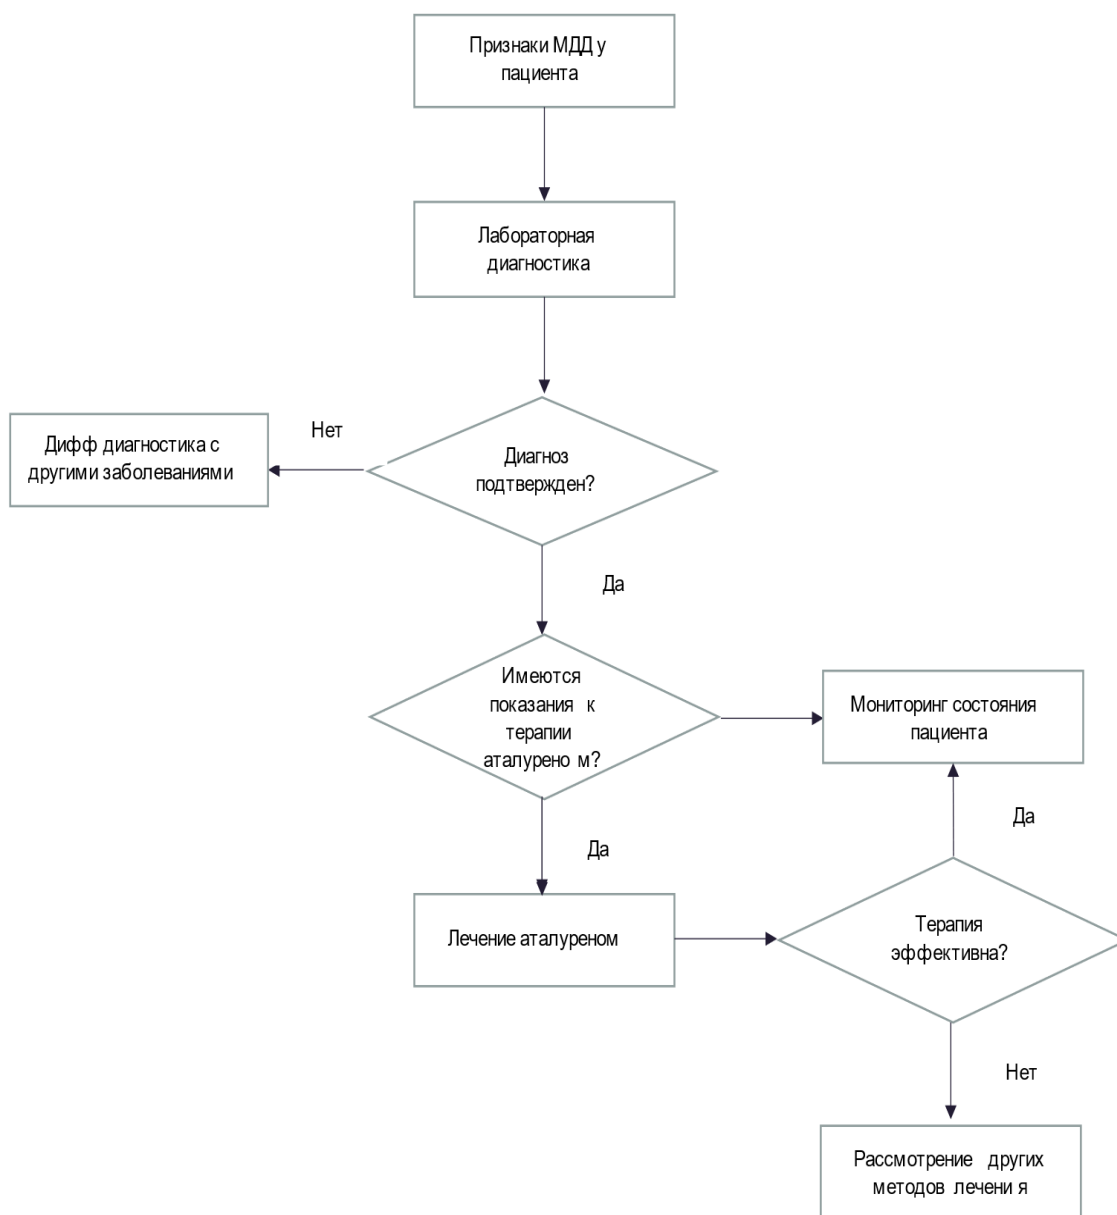 Признаки МДД у
пациента
Лабораторная
диагностика
Нет
Дифф диагностика с
другими заболеваниями
Диагноз
подтвержден?
Да
Имеются
показания к
терапии
аталурено м?
Мониторинг состояния
пациента
Да
Да
Лечение аталуреном
Терапия
эффективна?
Нет
Рассмотрение других
методов лечени я